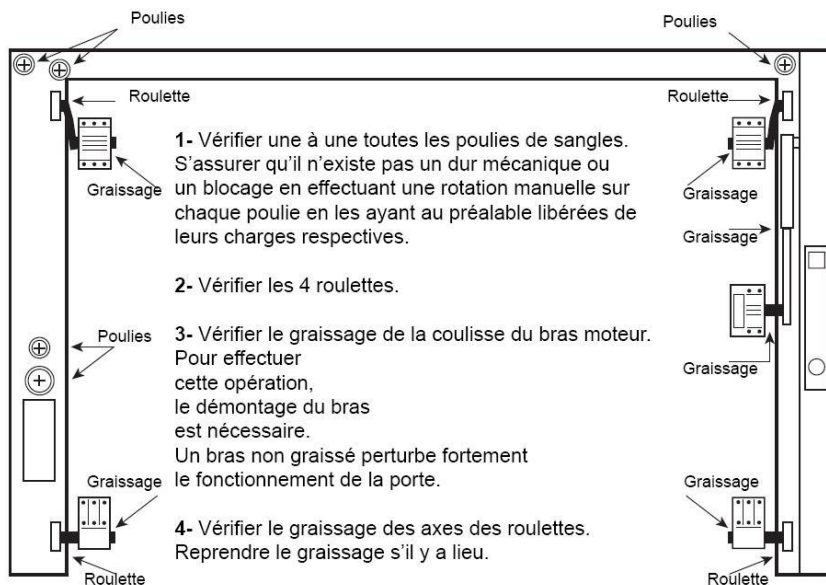 Poulies
Poulies
Roulette
Roulette
1- Vérifier une à une toutes les poulies de sangles.
S'assurer qu'il n'existe pas un dur mécanique ou
un blocage en effectuant une rotation manuelle sur
chaque poulie en les ayant au préalable libérées de
leurs charges respectives.
Graissage
Graissage
Graissage
2- Vérifier les 4 roulettes.
3- Vérifier le graissage de la coulisse du bras moteur.
Pour effectuer
cette opération,
le démontage du bras
est nécessaire.
Un bras non graissé perturbe fortement
le fonctionnement de la porte.
Poulies
Graissage
Graissage
Graissage
4- Vérifier le graissage des axes des roulettes.
Reprendre le graissage s'il y a lieu.
Roulette
Roulette